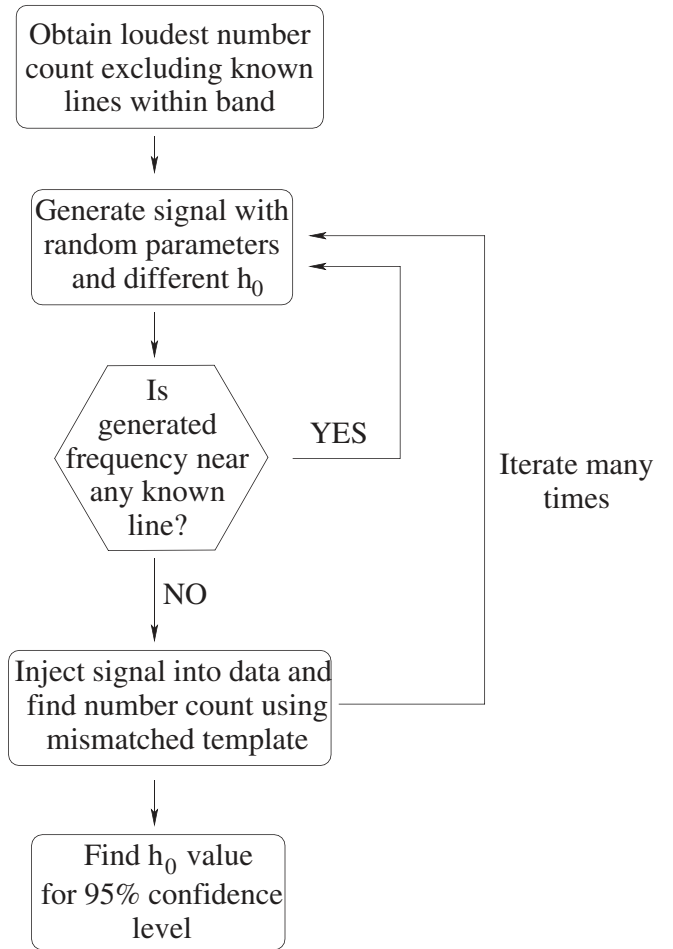 Obtain loudest number
count excluding known
lines within band
Generate signal with
random parameters
and different h₀
Is
generated
frequency near
any known
line?
YES
Iterate many
times
NO
Inject signal into data and
find number count using
mismatched template
Find h₀ value
for 95% confidence
level